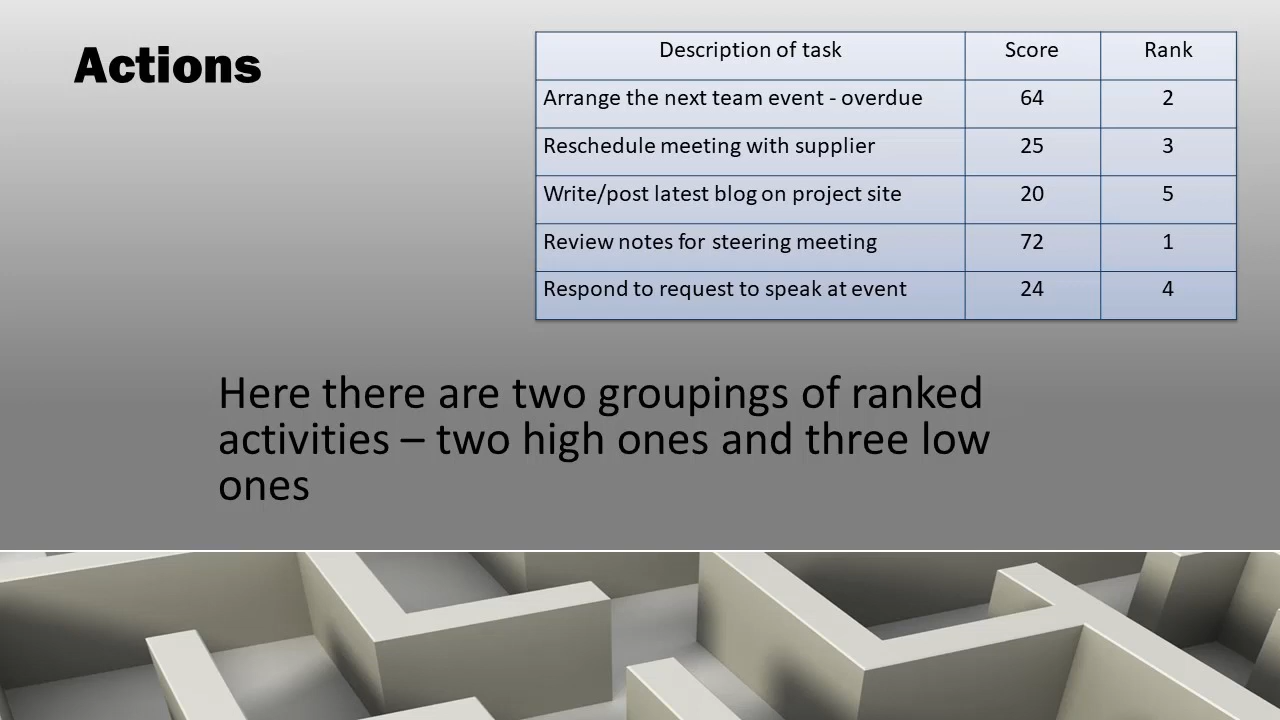 Actions
Description of task Score Rank
Arrange the next team event - overdue 64 2
Reschedule meeting with supplier 25 3
Write/post latest blog on project site 20 5
Review notes for steering meeting 72 1
Respond to request to speak at event 24 4
Here there are two groupings of ranked
activities – two high ones and three low
ones